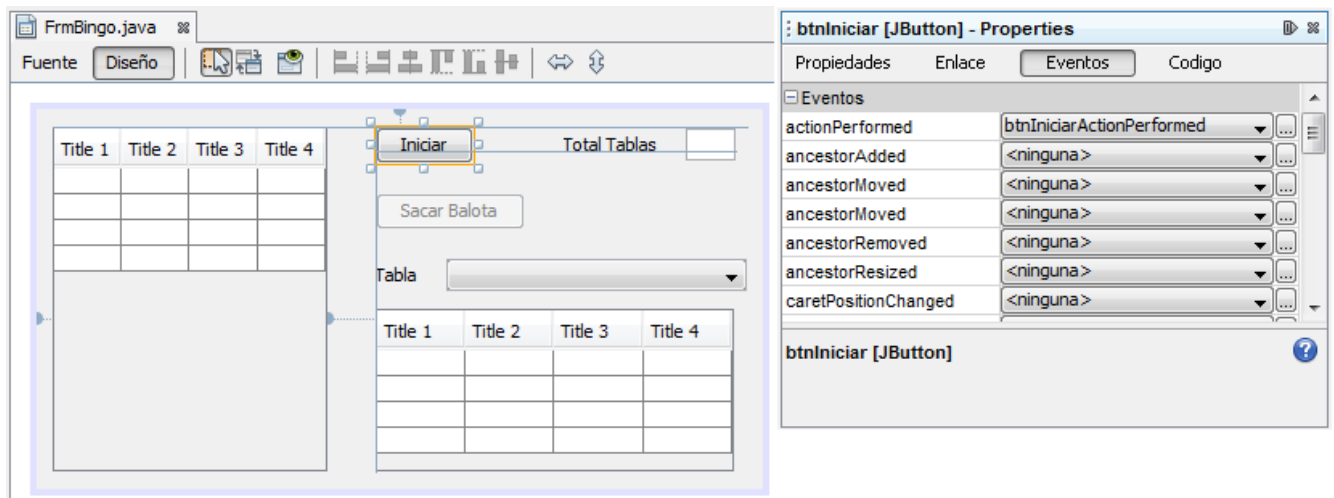 FrmBingo.java
Fuente Diseño
Title 1 Title 2 Title 3 Title 4
Iniciar
Total Tablas
Sacar Balota
Tabla
Title 1 Title 2 Title 3 Title 4
btnIniciar [JButton] - Properties
Propiedades Enlace Eventos Codigo
Eventos
actionPerformed btnIniciarActionPerformed ...
ancestorAdded <ninguna> ...
ancestorMoved <ninguna> ...
ancestorMoved <ninguna> ...
ancestorRemoved <ninguna> ...
ancestorResized <ninguna> ...
caretPositionChanged <ninguna> ...
btnIniciar [JButton] ?